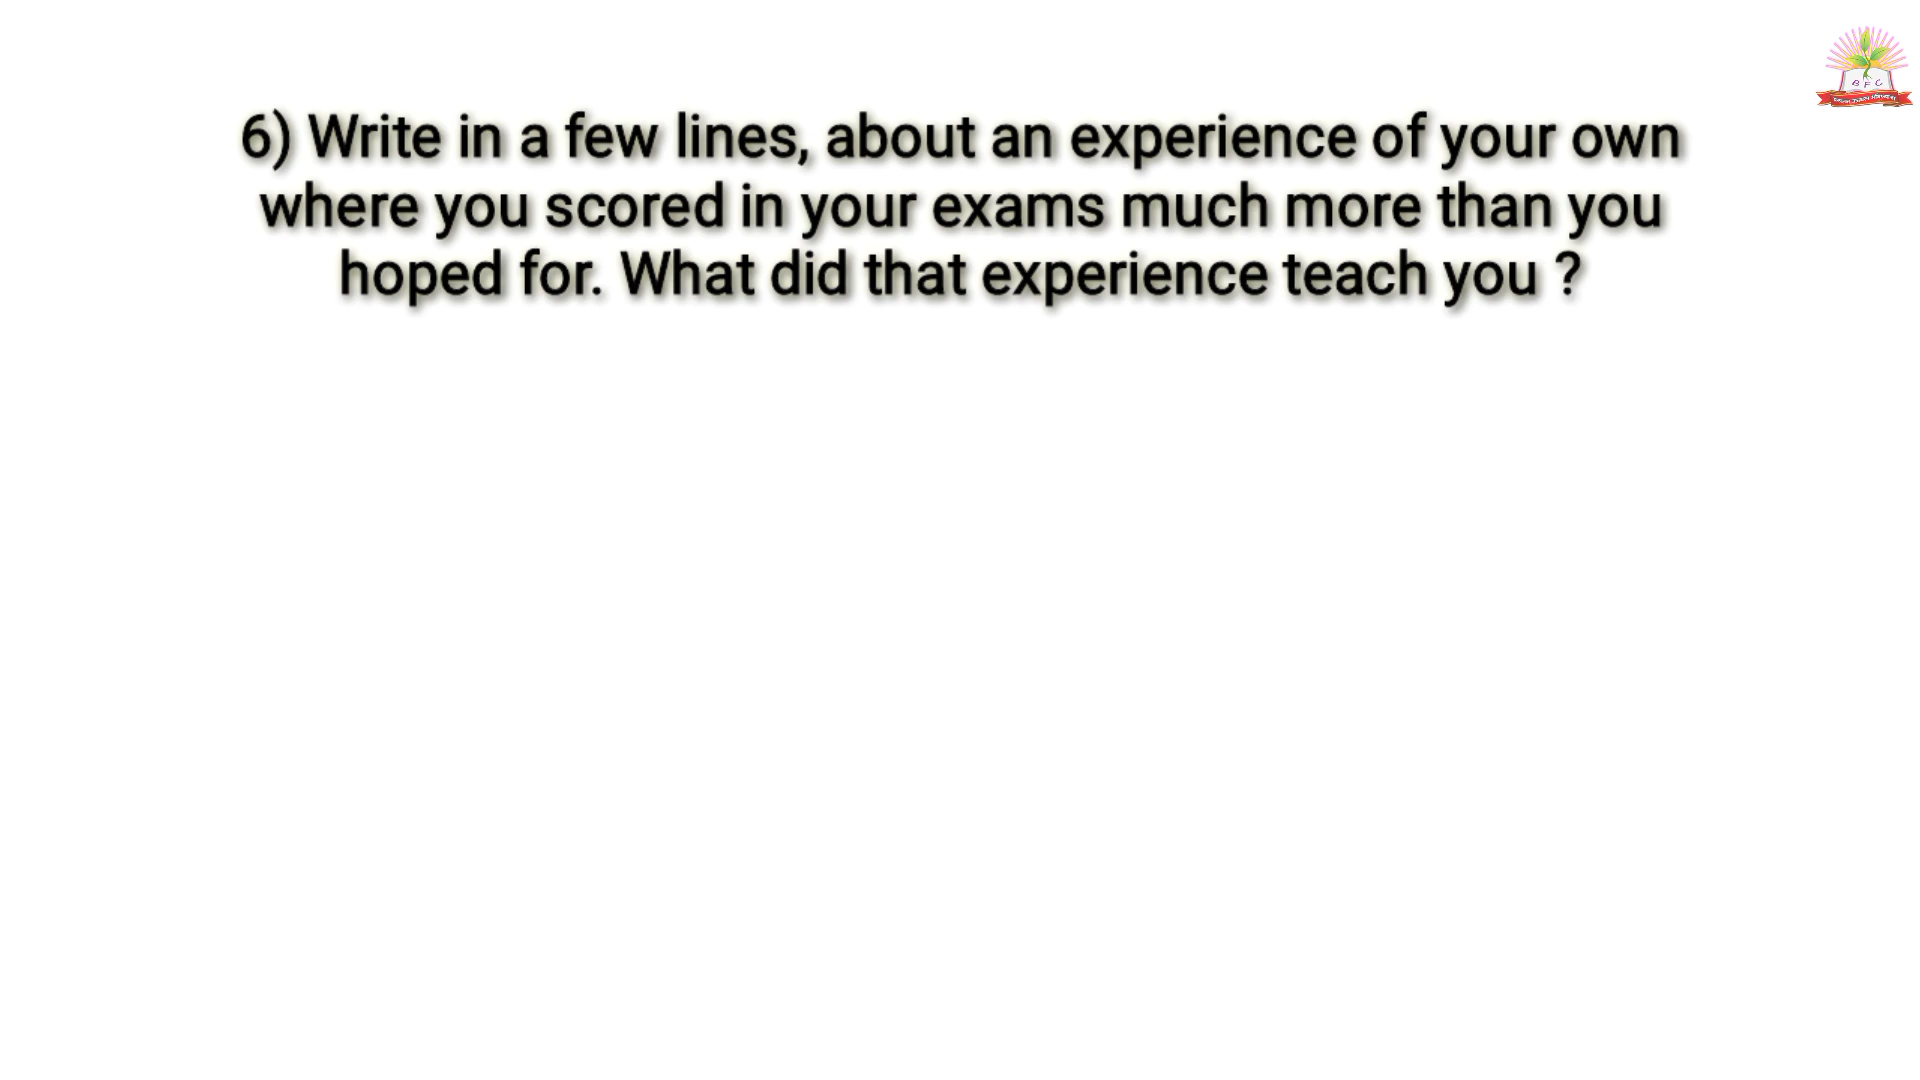 6) Write in a few lines, about an experience of your own
where you scored in your exams much more than you
hoped for. What did that experience teach you ?
B F C